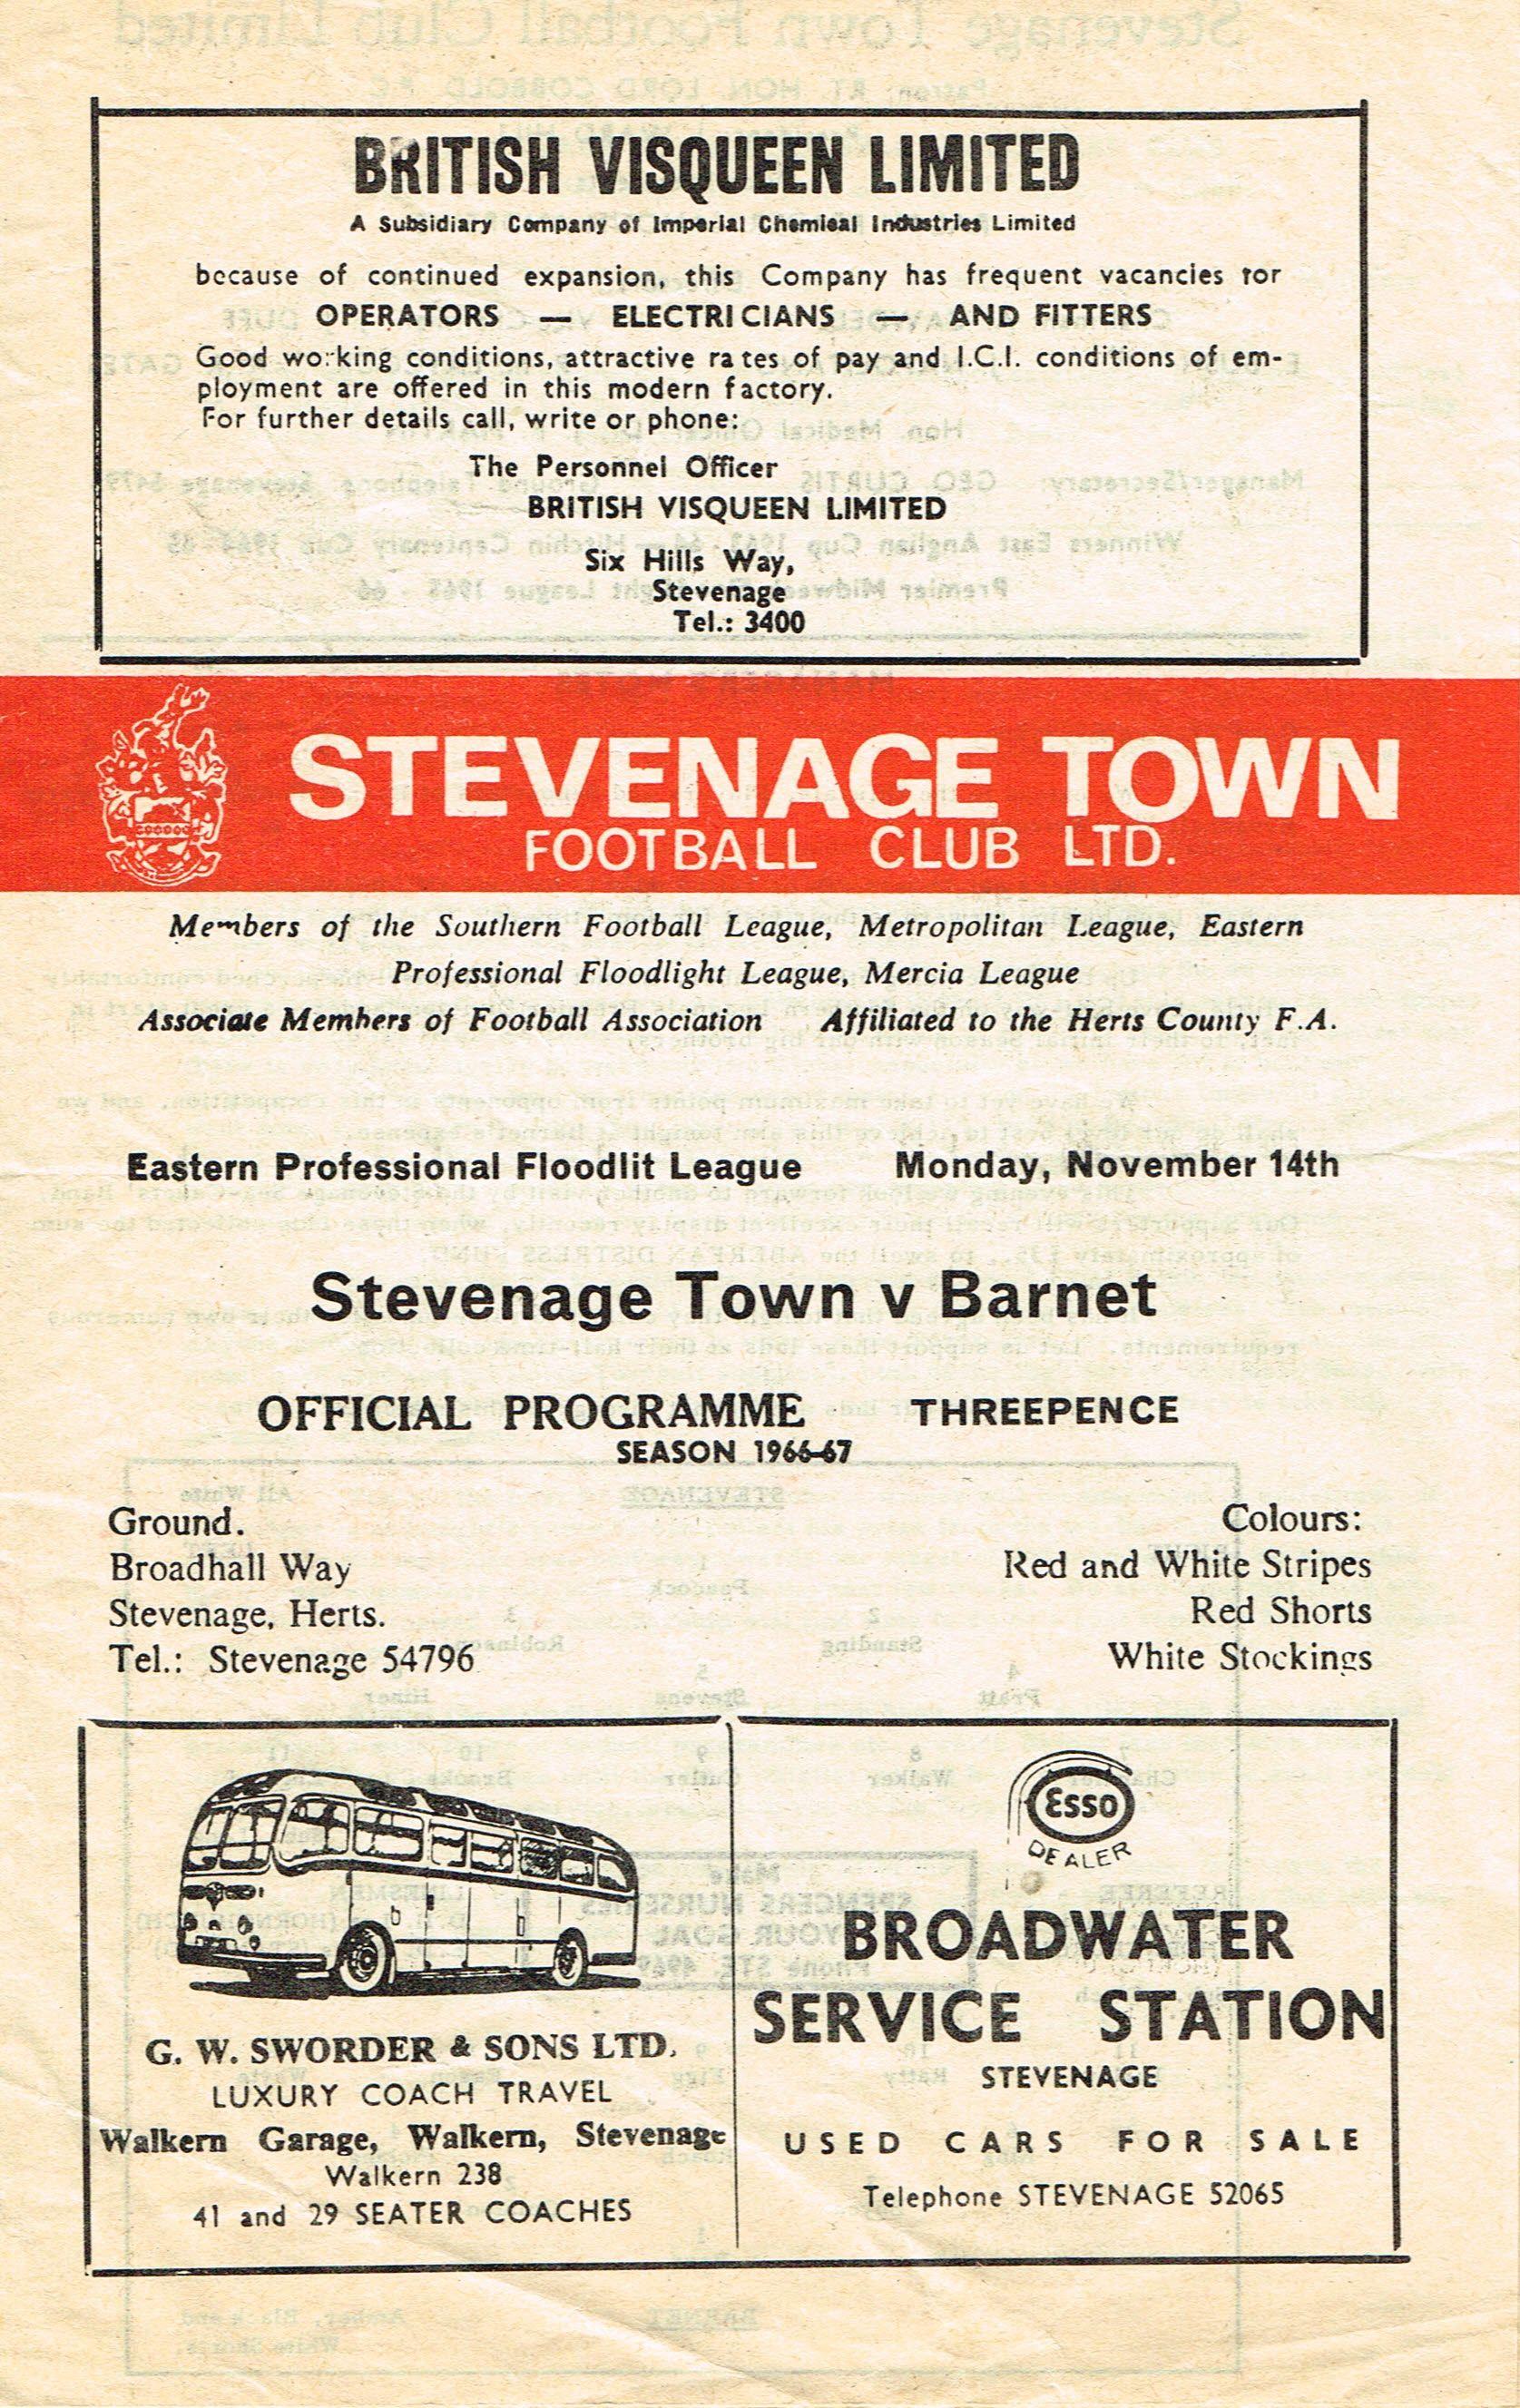 BRITISH VISQUEEN LIMITED
A Subsidiary Company of Imperial Chemical Industries Limited
because of continued expansion, this Company has frequent vacancies for
OPERATORS — ELECTRICIANS — AND FITTERS
Good working conditions, attractive rates of pay and I.C.I. conditions of em-
ployment are offered in this modern factory.
For further details call, write or phone:
The Personnel Officer
BRITISH VISQUEEN LIMITED
Six Hills Way,
Stevenage
Tel.: 3400
STEVENAGE TOWN
FOOTBALL CLUB LTD.
Members of the Southern Football League, Metropolitan League, Eastern
Professional Floodlight League, Mercia League
Associate Members of Football Association Affiliated to the Herts County F.A.
Eastern Professional Floodlit League Monday, November 14th
Stevenage Town v Barnet
OFFICIAL PROGRAMME THREEPENCE
SEASON 1966-67
Ground.
Broadhall Way
Stevenage, Herts.
Tel.: Stevenage 54796
Colours:
Red and White Stripes
Red Shorts
White Stockings
G. W. SWORDER & SONS LTD.
LUXURY COACH TRAVEL
Walkern Garage, Walkern, Stevenage
Walkern 238
41 and 29 SEATER COACHES
Esso
DEALER
BROADWATER
SERVICE STATION
STEVENAGE
USED CARS FOR SALE
Telephone STEVENAGE 52065